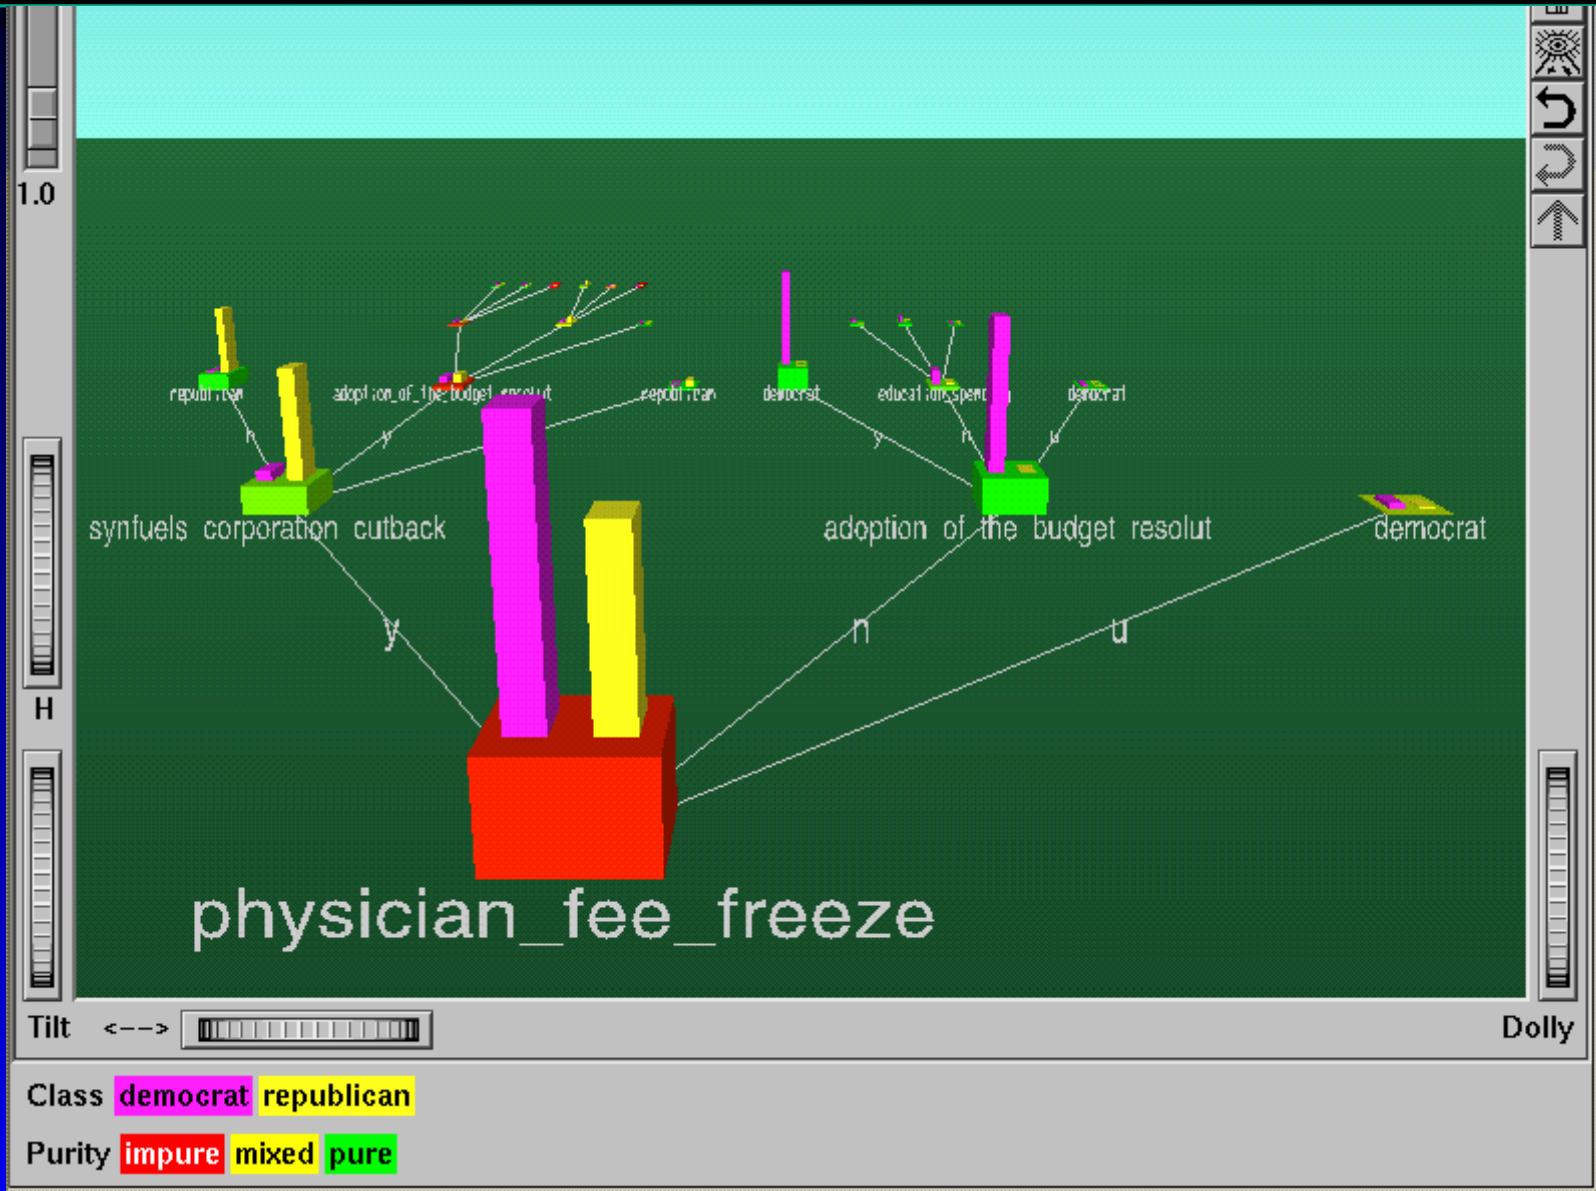 1.0
republican adoption_of_the_budget_resolut republican democrat democrat
n y y n u
synfuels corporation cutback adoption of the budget resolut democrat
y n u
H
physician_fee_freeze
Tilt <--> Dolly
Class democrat republican
Purity impure mixed pure